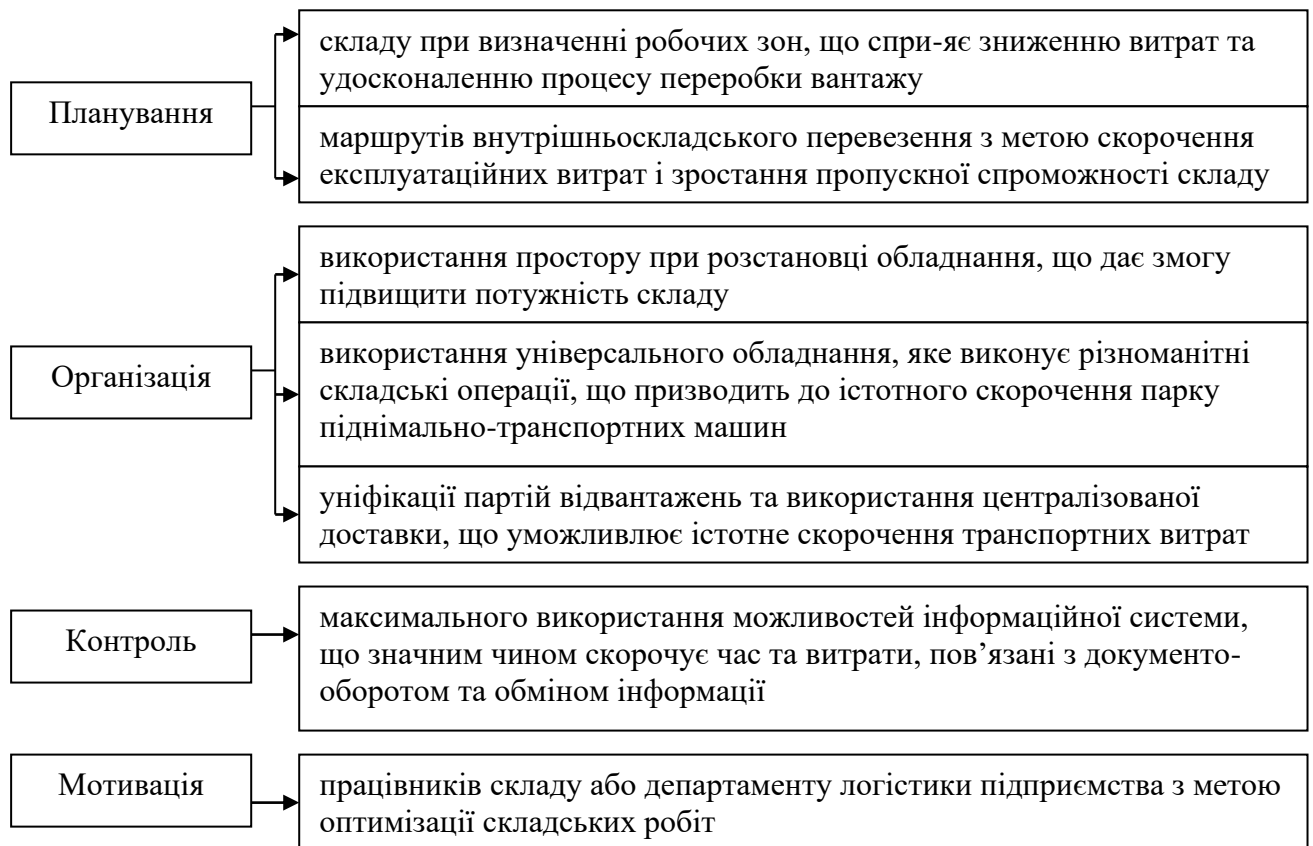 Планування
складу при визначенні робочих зон, що спри-яє зниженню витрат та
удосконаленню процесу переробки вантажу
маршрутів внутрішньоскладського перевезення з метою скорочення
експлуатаційних витрат і зростання пропускної спроможності складу
Організація
використання простору при розстановці обладнання, що дає змогу
підвищити потужність складу
використання універсального обладнання, яке виконує різноманітні
складські операції, що призводить до істотного скорочення парку
піднімально-транспортних машин
уніфікації партій відвантажень та використання централізованої
доставки, що уможливлює істотне скорочення транспортних витрат
Контроль
максимального використання можливостей інформаційної системи,
що значним чином скорочує час та витрати, пов’язані з документо-
оборотом та обміном інформації
Мотивація
працівників складу або департаменту логістики підприємства з метою
оптимізації складських робіт